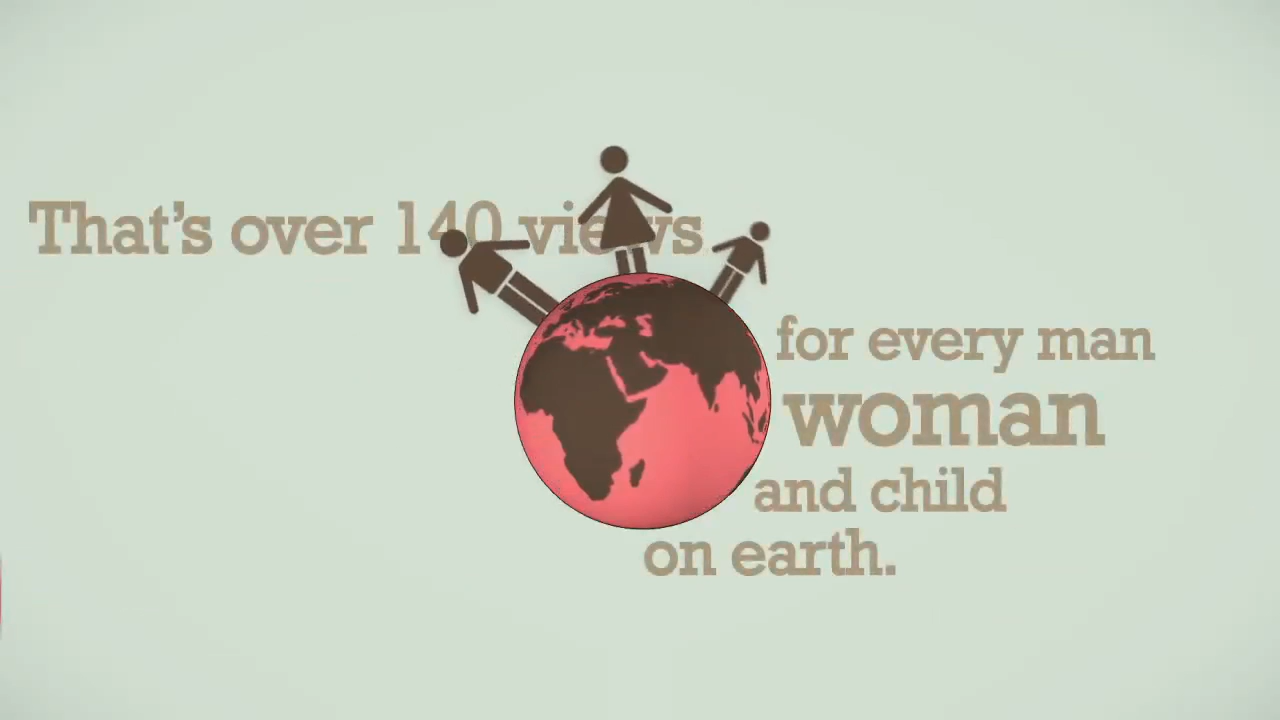 That's over 140 views
for every man
woman
and child
on earth.